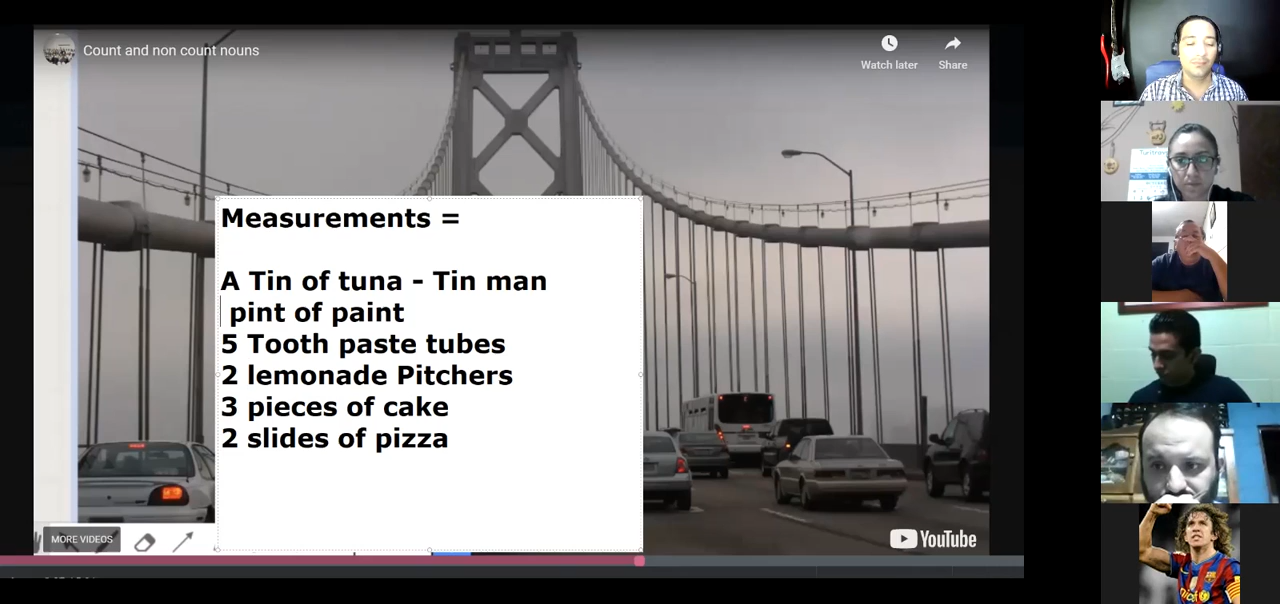 Count and non count nouns
Watch later
Share
Measurements =
A Tin of tuna - Tin man
pint of paint
5 Tooth paste tubes
2 lemonade Pitchers
3 pieces of cake
2 slides of pizza
MORE VIDEOS
YouTube